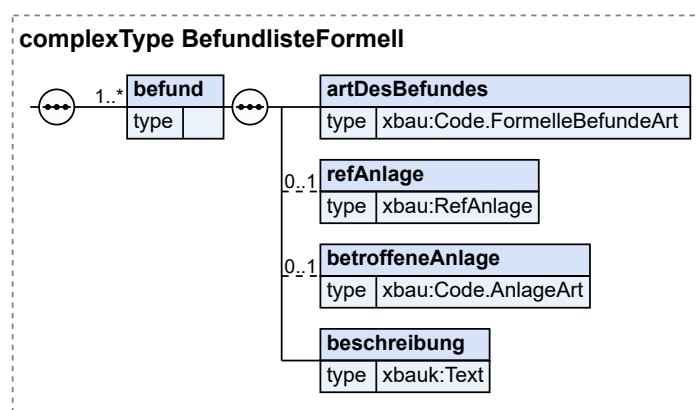 complexType BefundlisteFormell
1..*
befund
type
artDesBefundes
type xbau:Code.FormelleBefundeArt
0..1
refAnlage
type xbau:RefAnlage
0..1
betroffeneAnlage
type xbau:Code.AnlageArt
beschreibung
type xbauk:Text